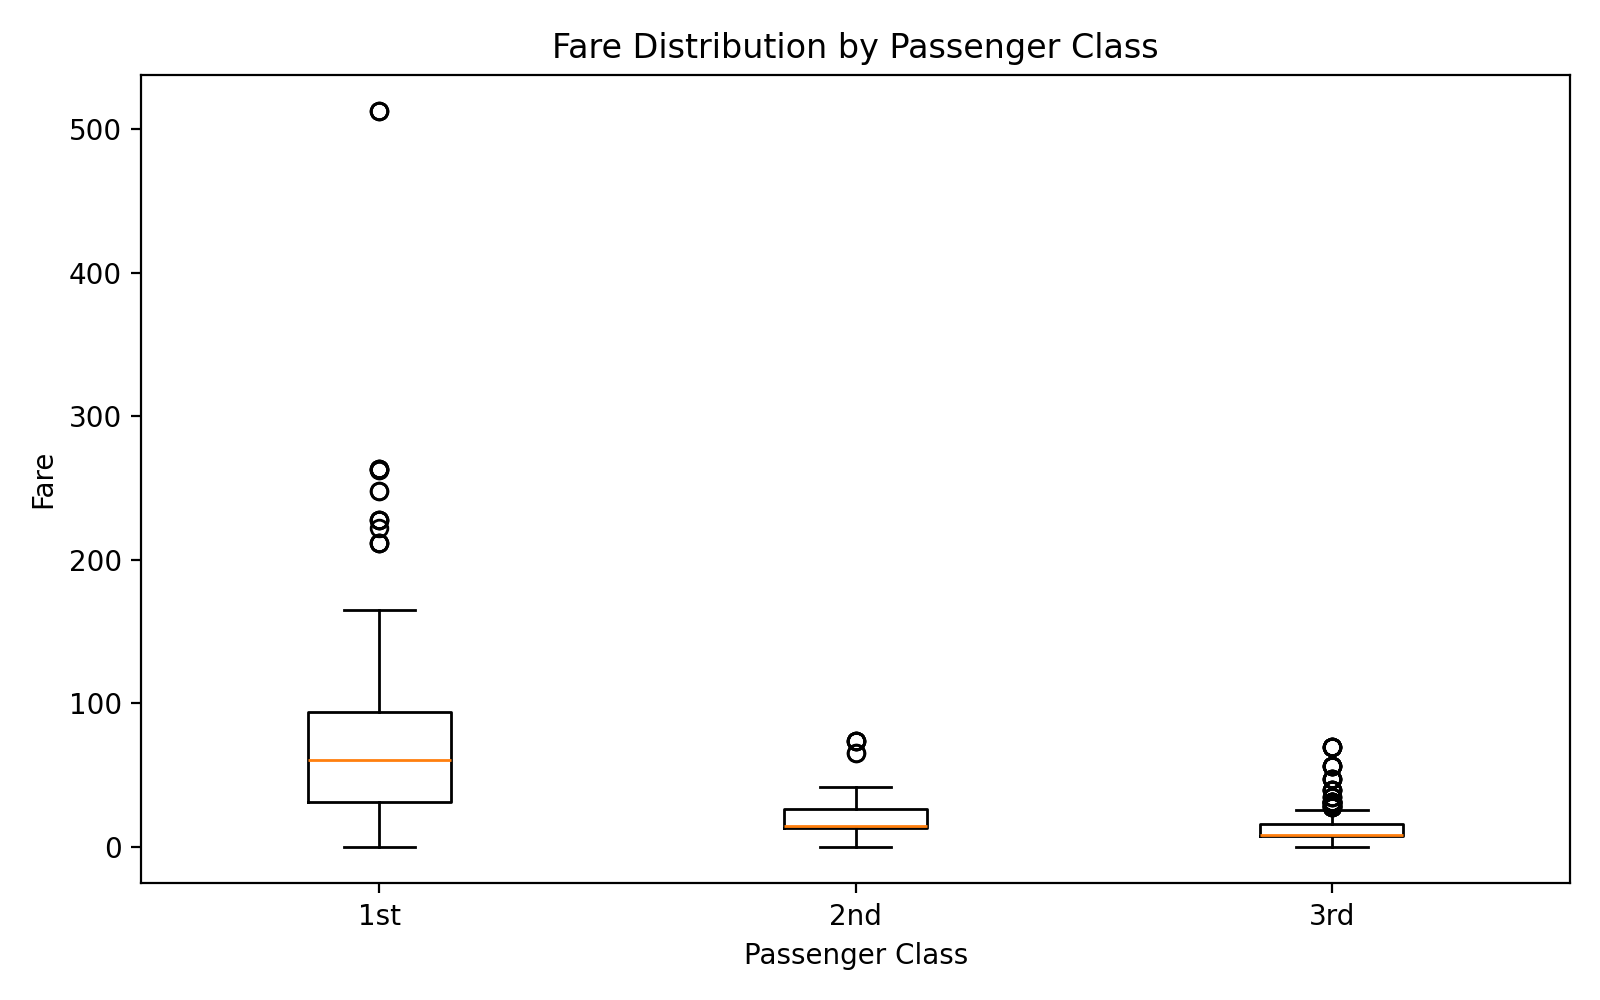 Fare Distribution by Passenger Class
500
400
300
200
100
0
Fare
1st 2nd 3rd
Passenger Class